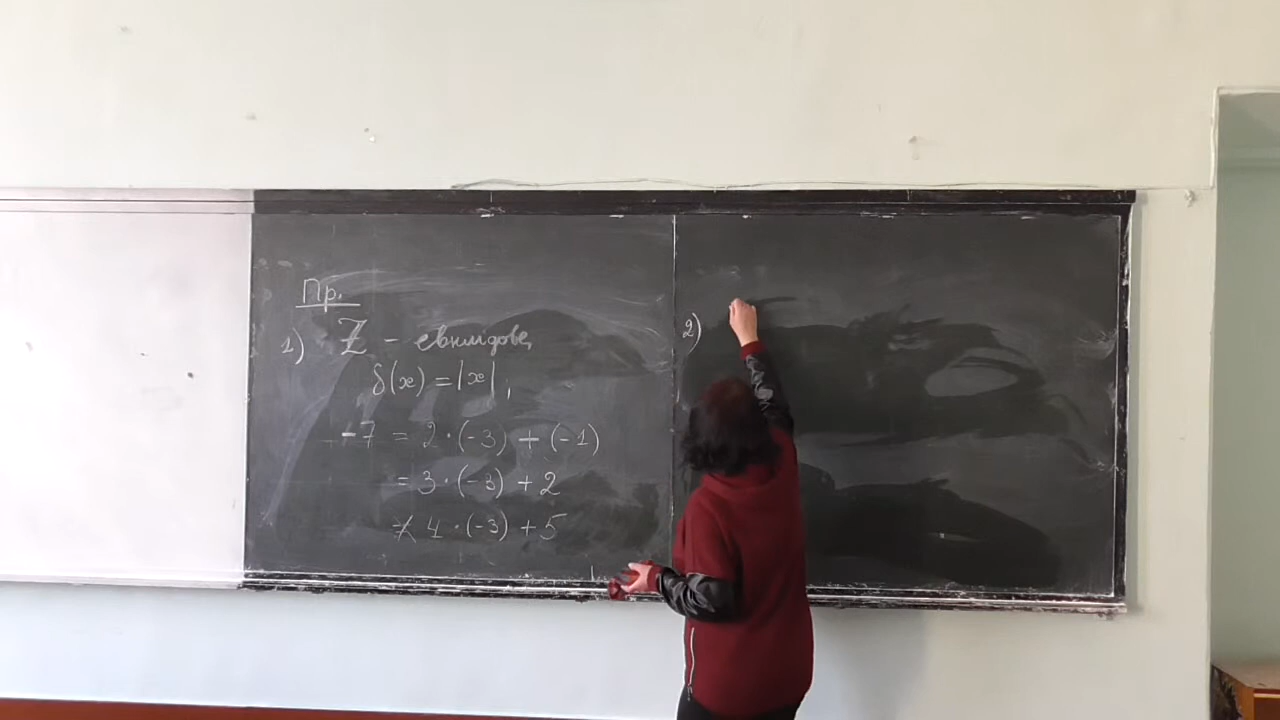 Пр.
1) ℤ - евклідове,
δ(x) = |x|,
-7 = 2·(-3) + (-1)
= 3·(-3) + 2
≠ 4·(-3) + 5
2)